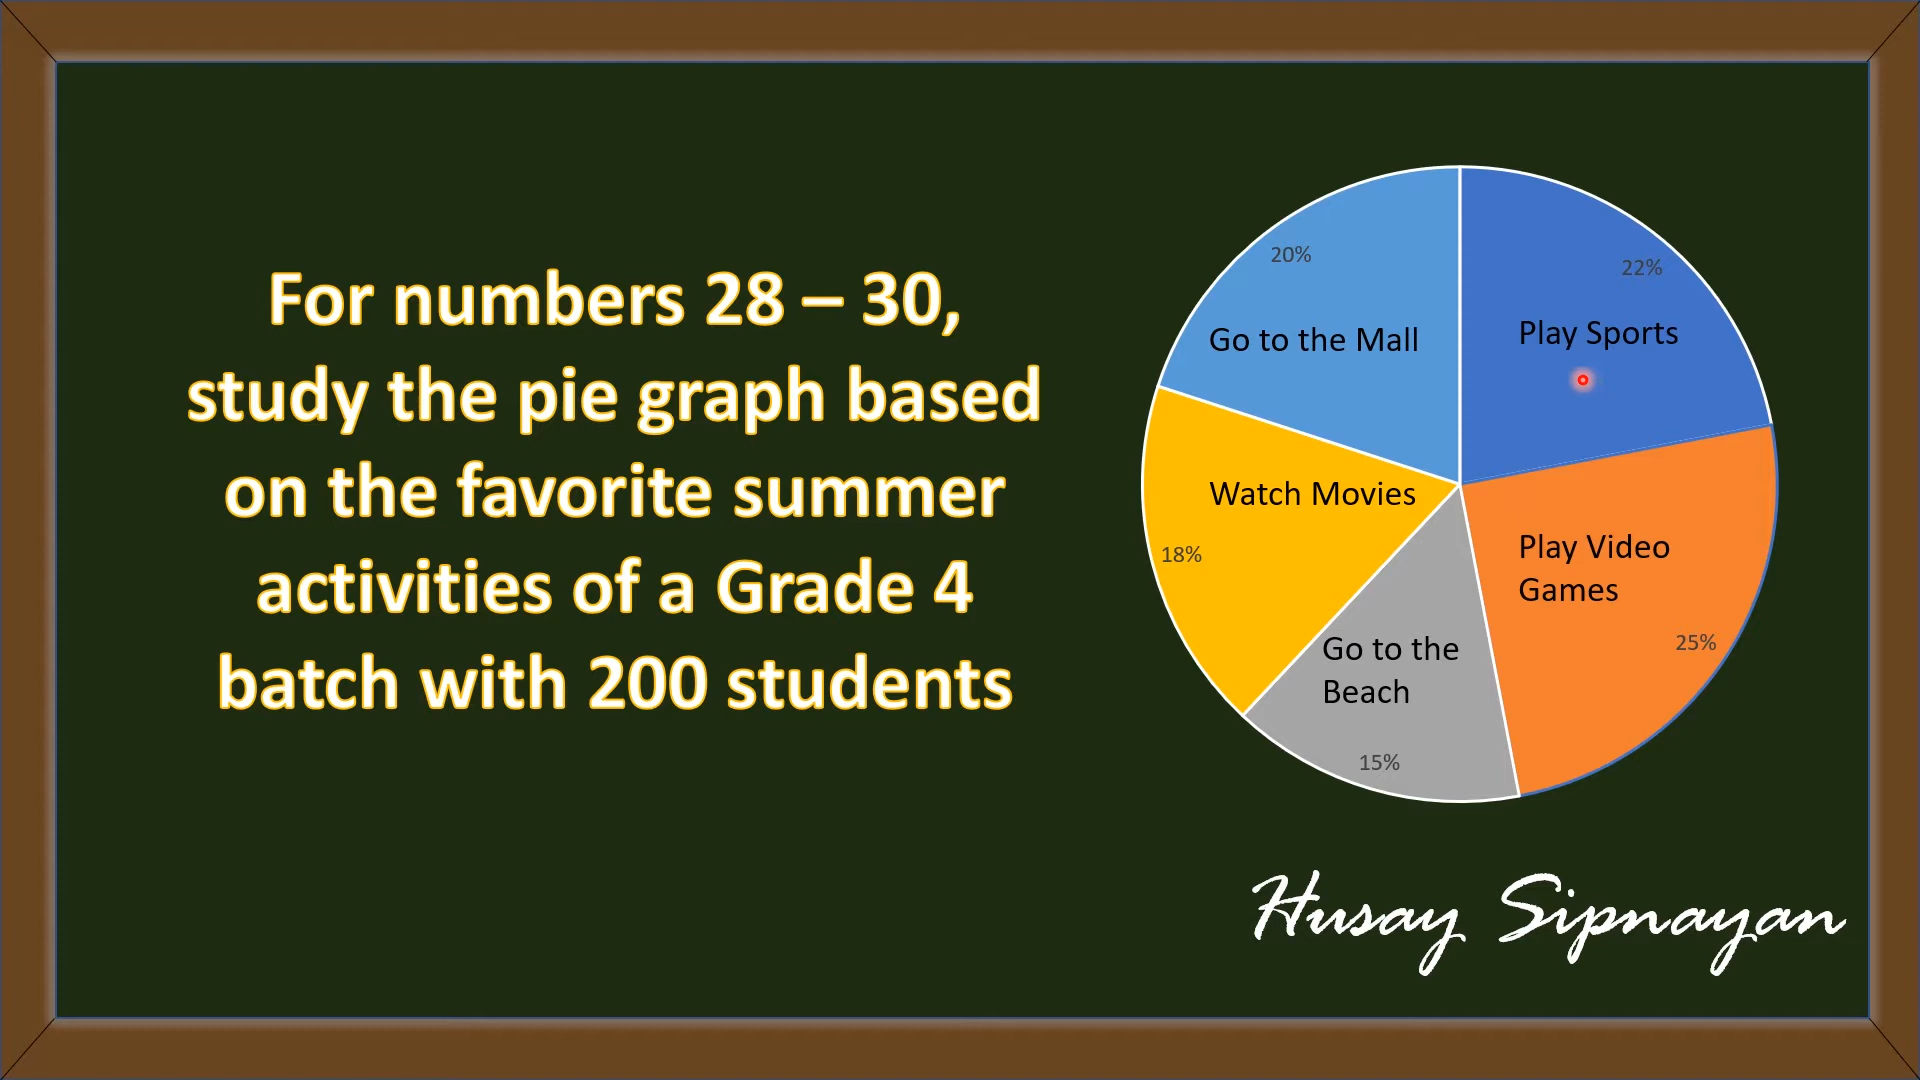 For numbers 28 – 30,
study the pie graph based
on the favorite summer
activities of a Grade 4
batch with 200 students
20%
22%
Go to the Mall
Play Sports
Watch Movies
18%
Play Video
Games
25%
Go to the
Beach
15%
Husay Sipnayan